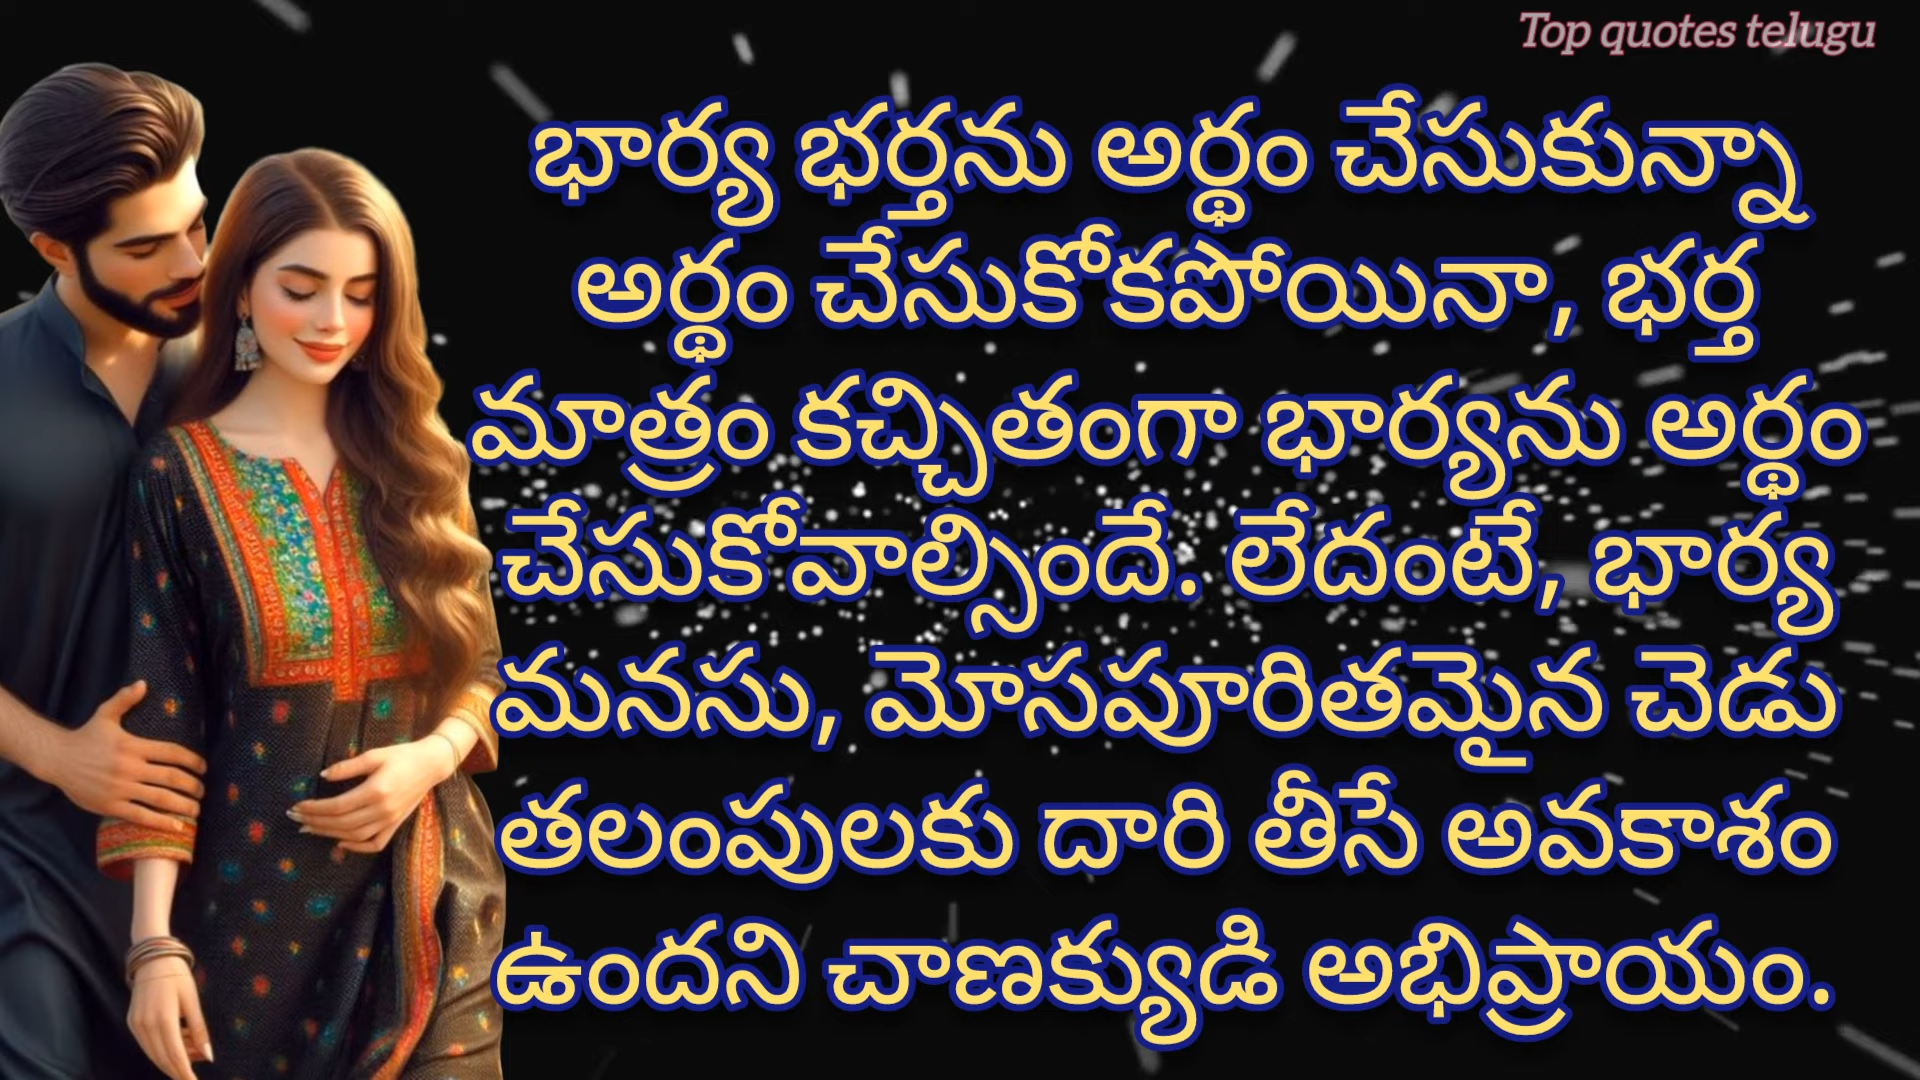 Top quotes telugu
భార్య భర్తను అర్థం చేసుకున్నా
అర్థం చేసుకోకపోయినా, భర్త
మాత్రం కచ్చితంగా భార్యను అర్థం
చేసుకోవాల్సిందే. లేదంటే, భార్య
మనసు, మోసపూరితమైన చెడు
తలంపులకు దారి తీసే అవకాశం
ఉందని చాణక్యుడి అభిప్రాయం.